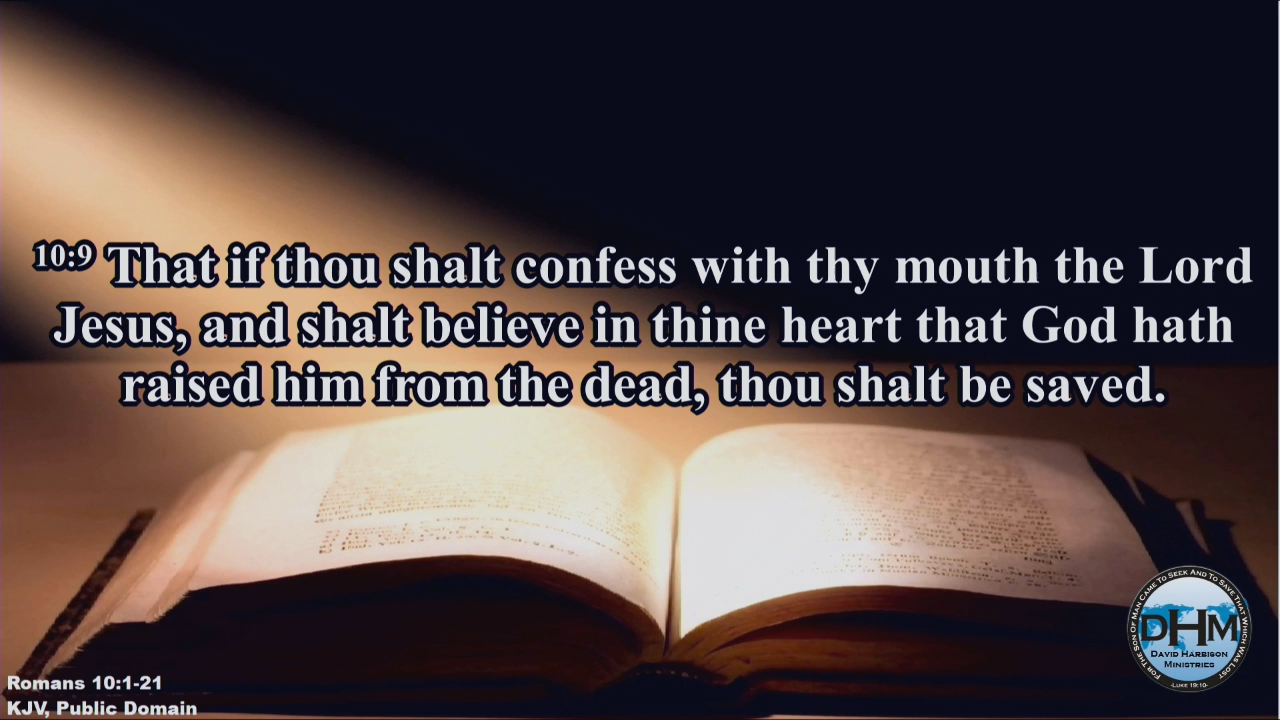 10:9 That if thou shalt confess with thy mouth the Lord
Jesus, and shalt believe in thine heart that God hath
raised him from the dead, thou shalt be saved.
Romans 10:1-21
KJV, Public Domain
For The Son Of Man Came To Seek And To Save That Which Was Lost
DHM
David Harbison
Ministries
-Luke 19:10-